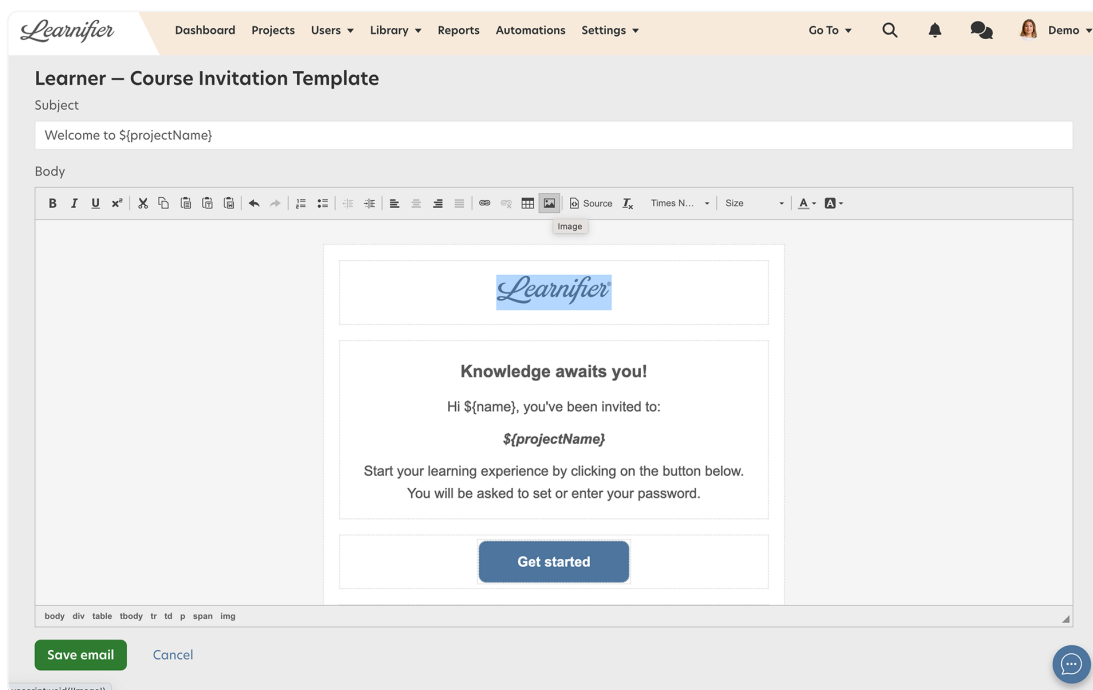 Learnifier Dashboard Projects Users Library Reports Automations Settings Go To Demo
Learner – Course Invitation Template
Subject
Welcome to ${projectName}
Body
B I U x² Source Tx Times N... Size A A
Image
Learnifier
Knowledge awaits you!
Hi ${name}, you've been invited to:
${projectName}
Start your learning experience by clicking on the button below.
You will be asked to set or enter your password.
Get started
body div table tbody tr td p span img
Save email Cancel